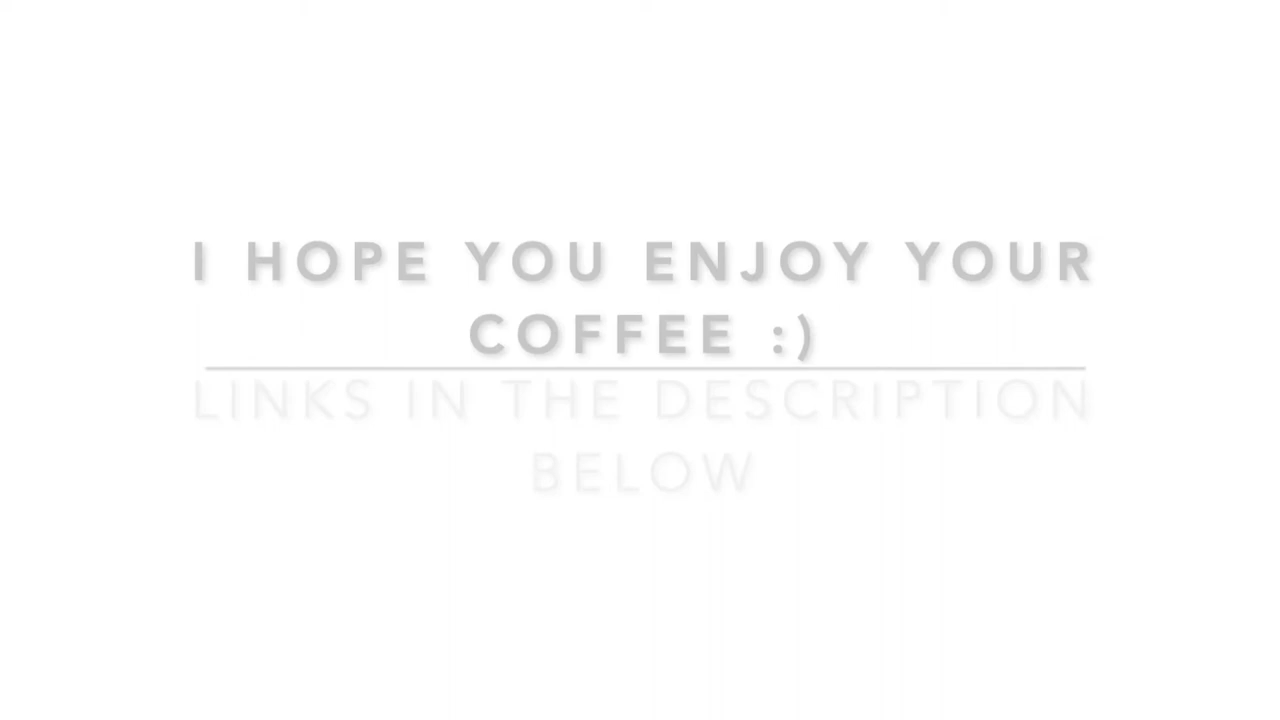 I HOPE YOU ENJOY YOUR
COFFEE :)
LINKS IN THE DESCRIPTION
BELOW